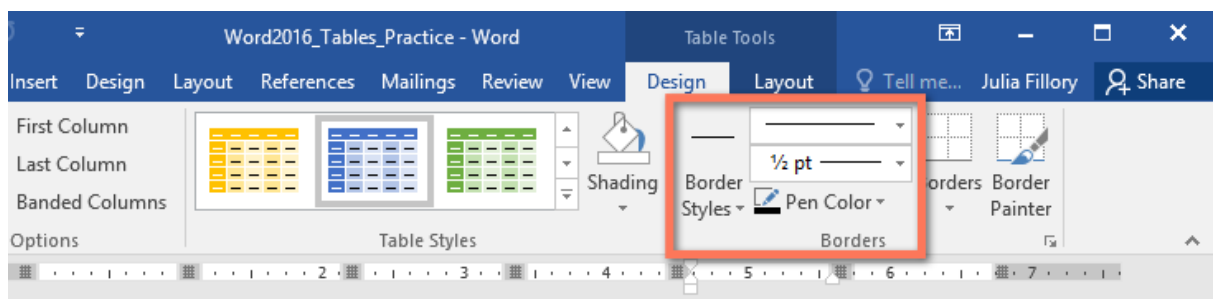 Word2016_Tables_Practice - Word
Table Tools
Insert Design Layout References Mailings Review View Design Layout Tell me... Julia Fillory Share
First Column
Last Column
Banded Columns
Options
Table Styles
Shading
Border
Styles
½ pt
Pen Color
Borders
orders
Border
Painter
2 1 3 1 4 5 6 7